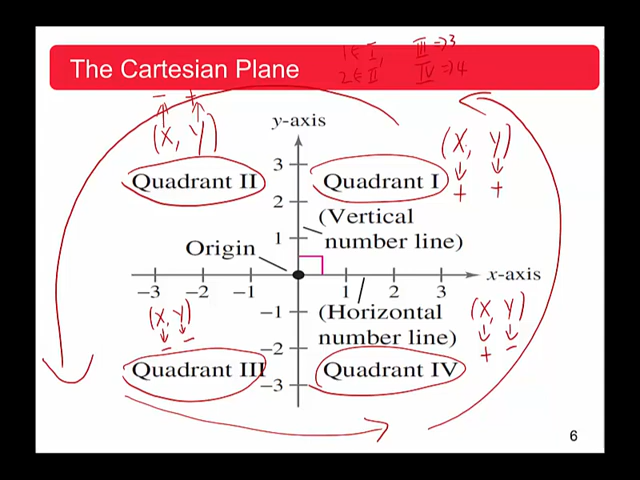 1 ∈ I, III => 3
2 ∈ II IV => 4
The Cartesian Plane
− +
(X, Y)
y-axis
(X, Y)
+ +
3
Quadrant II
Quadrant I
2
(Vertical
number line)
1
Origin
x-axis
−3 −2 −1 1 2 3
(X, Y)
− −
−1
(Horizontal
number line)
(X, Y)
+ −
−2
Quadrant III
Quadrant IV
−3
6